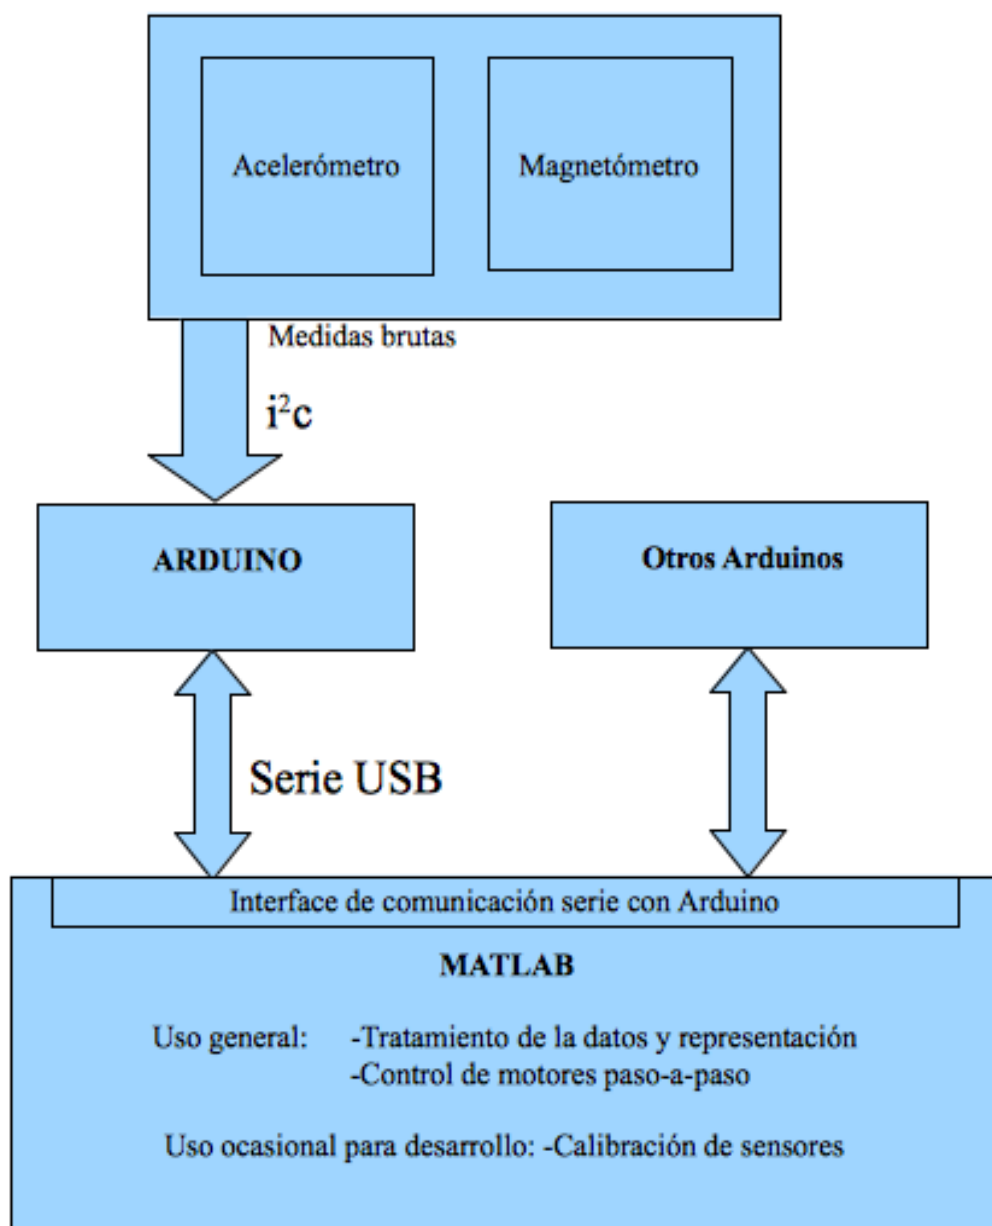 Acelerómetro
Magnetómetro
Medidas brutas
i²c
ARDUINO
Otros Arduinos
Serie USB
Interface de comunicación serie con Arduino
MATLAB
Uso general: -Tratamiento de la datos y representación
-Control de motores paso-a-paso
Uso ocasional para desarrollo: -Calibración de sensores